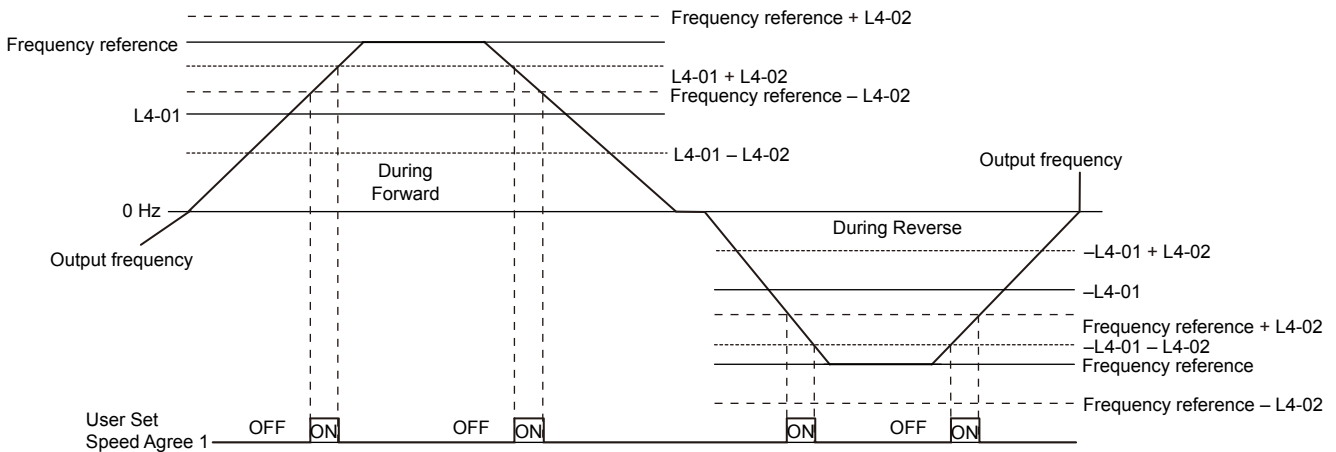 Frequency reference + L4-02
Frequency reference
L4-01 + L4-02
Frequency reference – L4-02
L4-01
L4-01 – L4-02
During
Forward
Output frequency
0 Hz
During Reverse
Output frequency
–L4-01 + L4-02
–L4-01
Frequency reference + L4-02
–L4-01 – L4-02
Frequency reference
Frequency reference – L4-02
User Set
Speed Agree 1
OFF
ON
OFF
ON
ON
OFF
ON